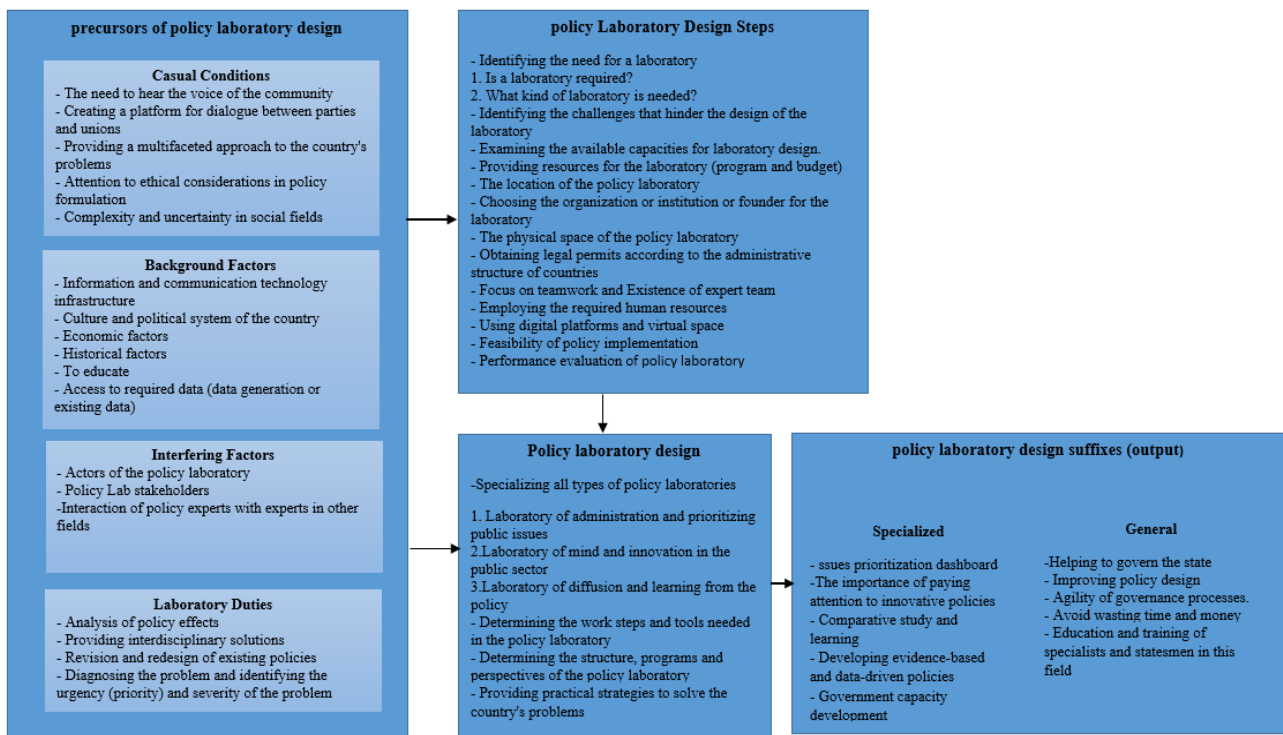 precursors of policy laboratory design
Casual Conditions
- The need to hear the voice of the community
- Creating a platform for dialogue between parties
and unions
- Providing a multifaceted approach to the country's
problems
- Attention to ethical considerations in policy
formulation
- Complexity and uncertainty in social fields
Background Factors
- Information and communication technology
infrastructure
- Culture and political system of the country
- Economic factors
- Historical factors
- To educate
- Access to required data (data generation or
existing data)
Interfering Factors
- Actors of the policy laboratory
- Policy Lab stakeholders
-Interaction of policy experts with experts in other
fields
Laboratory Duties
- Analysis of policy effects
- Providing interdisciplinary solutions
- Revision and redesign of existing policies
- Diagnosing the problem and identifying the
urgency (priority) and severity of the problem
policy Laboratory Design Steps
- Identifying the need for a laboratory
1. Is a laboratory required?
2. What kind of laboratory is needed?
- Identifying the challenges that hinder the design of the
laboratory
- Examining the available capacities for laboratory design.
- Providing resources for the laboratory (program and budget)
- The location of the policy laboratory
- Choosing the organization or institution or founder for the
laboratory
- The physical space of the policy laboratory
- Obtaining legal permits according to the administrative
structure of countries
- Focus on teamwork and Existence of expert team
- Employing the required human resources
- Using digital platforms and virtual space
- Feasibility of policy implementation
- Performance evaluation of policy laboratory
Policy laboratory design
-Specializing all types of policy laboratories
1. Laboratory of administration and prioritizing
public issues
2.Laboratory of mind and innovation in the
public sector
3.Laboratory of diffusion and learning from the
policy
- Determining the work steps and tools needed
in the policy laboratory
- Determining the structure, programs and
perspectives of the policy laboratory
- Providing practical strategies to solve the
country's problems
policy laboratory design suffixes (output)
Specialized
- ssues prioritization dashboard
-The importance of paying
attention to innovative policies
- Comparative study and
learning
- Developing evidence-based
and data-driven policies
- Government capacity
development
General
-Helping to govern the state
- Improving policy design
- Agility of governance processes.
- Avoid wasting time and money
- Education and training of
specialists and statesmen in this
field